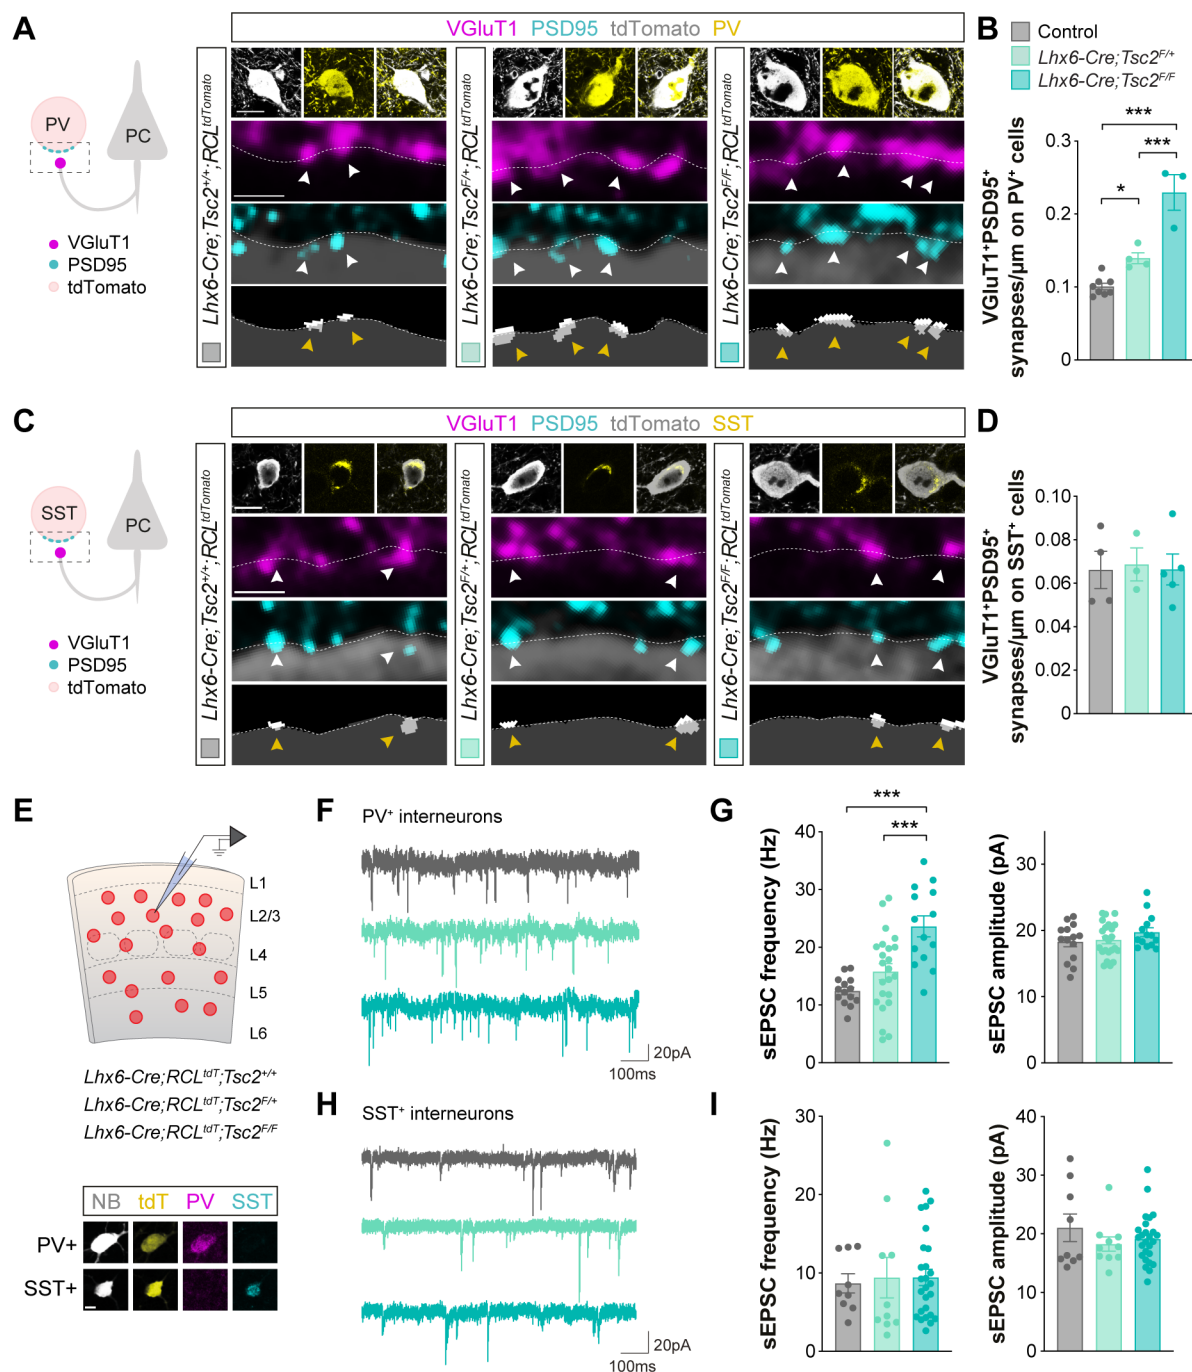 A
VGluT1 PSD95 tdTomato PV
PV
PC
VGluT1
PSD95
tdTomato
Lhx6-Cre;Tsc2+/+;RCLtdTomato
Lhx6-Cre;Tsc2F/+;RCLtdTomato
Lhx6-Cre;Tsc2F/F;RCLtdTomato
B
Control
Lhx6-Cre;Tsc2F/+
Lhx6-Cre;Tsc2F/F
VGluT1+PSD95+
synapses/µm on PV+ cells
0.3
0.2
0.1
0
***
***
*
C
VGluT1 PSD95 tdTomato SST
SST
PC
VGluT1
PSD95
tdTomato
Lhx6-Cre;Tsc2+/+;RCLtdTomato
Lhx6-Cre;Tsc2F/+;RCLtdTomato
Lhx6-Cre;Tsc2F/F;RCLtdTomato
D
VGluT1+PSD95+
synapses/µm on SST+ cells
0.10
0.08
0.06
0.04
0.02
0.00
E
L1
L2/3
L4
L5
L6
Lhx6-Cre;RCLtdT;Tsc2+/+
Lhx6-Cre;RCLtdT;Tsc2F/+
Lhx6-Cre;RCLtdT;Tsc2F/F
NB tdT PV SST
PV+
SST+
F
PV+ interneurons
20pA
100ms
G
sEPSC frequency (Hz)
40
30
20
10
0
***
***
sEPSC amplitude (pA)
30
20
10
0
H
SST+ interneurons
20pA
100ms
I
sEPSC frequency (Hz)
30
20
10
0
sEPSC amplitude (pA)
40
30
20
10
0